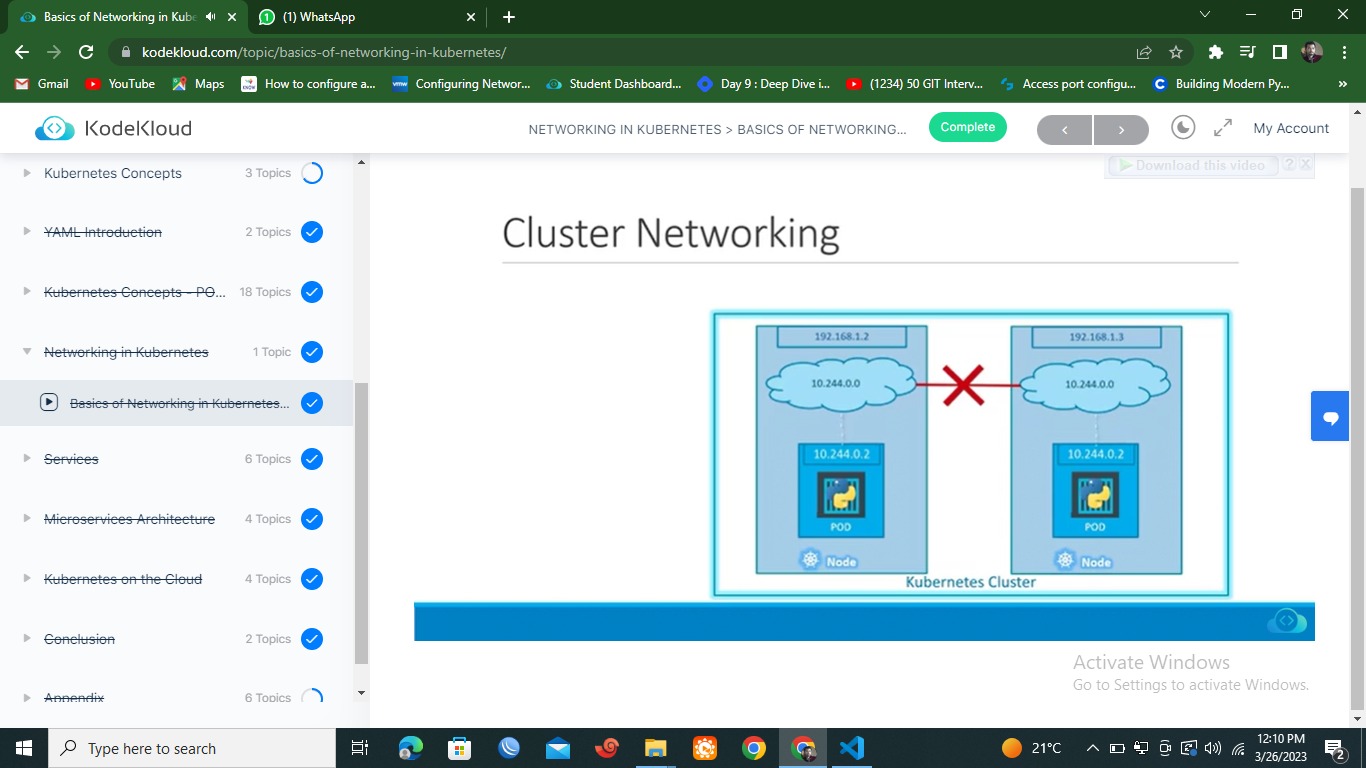 Basics of Networking in Kube
(1) WhatsApp
kodekloud.com/topic/basics-of-networking-in-kubernetes/
Gmail
YouTube
Maps
How to configure a...
vmw
Configuring Networ...
Student Dashboard...
Day 9 : Deep Dive i...
(1234) 50 GIT Interv...
Access port configu...
Building Modern Py...
»
KodeKloud
NETWORKING IN KUBERNETES > BASICS OF NETWORKING...
Complete
My Account
Kubernetes Concepts
3 Topics
YAML Introduction
2 Topics
Kubernetes Concepts - PO...
18 Topics
Networking in Kubernetes
1 Topic
Basics of Networking in Kubernetes...
Services
6 Topics
Microservices Architecture
4 Topics
Kubernetes on the Cloud
4 Topics
Conclusion
2 Topics
Appendix
6 Topics
Download this video
? X
Cluster Networking
192.168.1.2
10.244.0.0
10.244.0.2
POD
Node
192.168.1.3
10.244.0.0
10.244.0.2
POD
Node
Kubernetes Cluster
Activate Windows
Go to Settings to activate Windows.
Type here to search
21°C
12:10 PM
3/26/2023
2